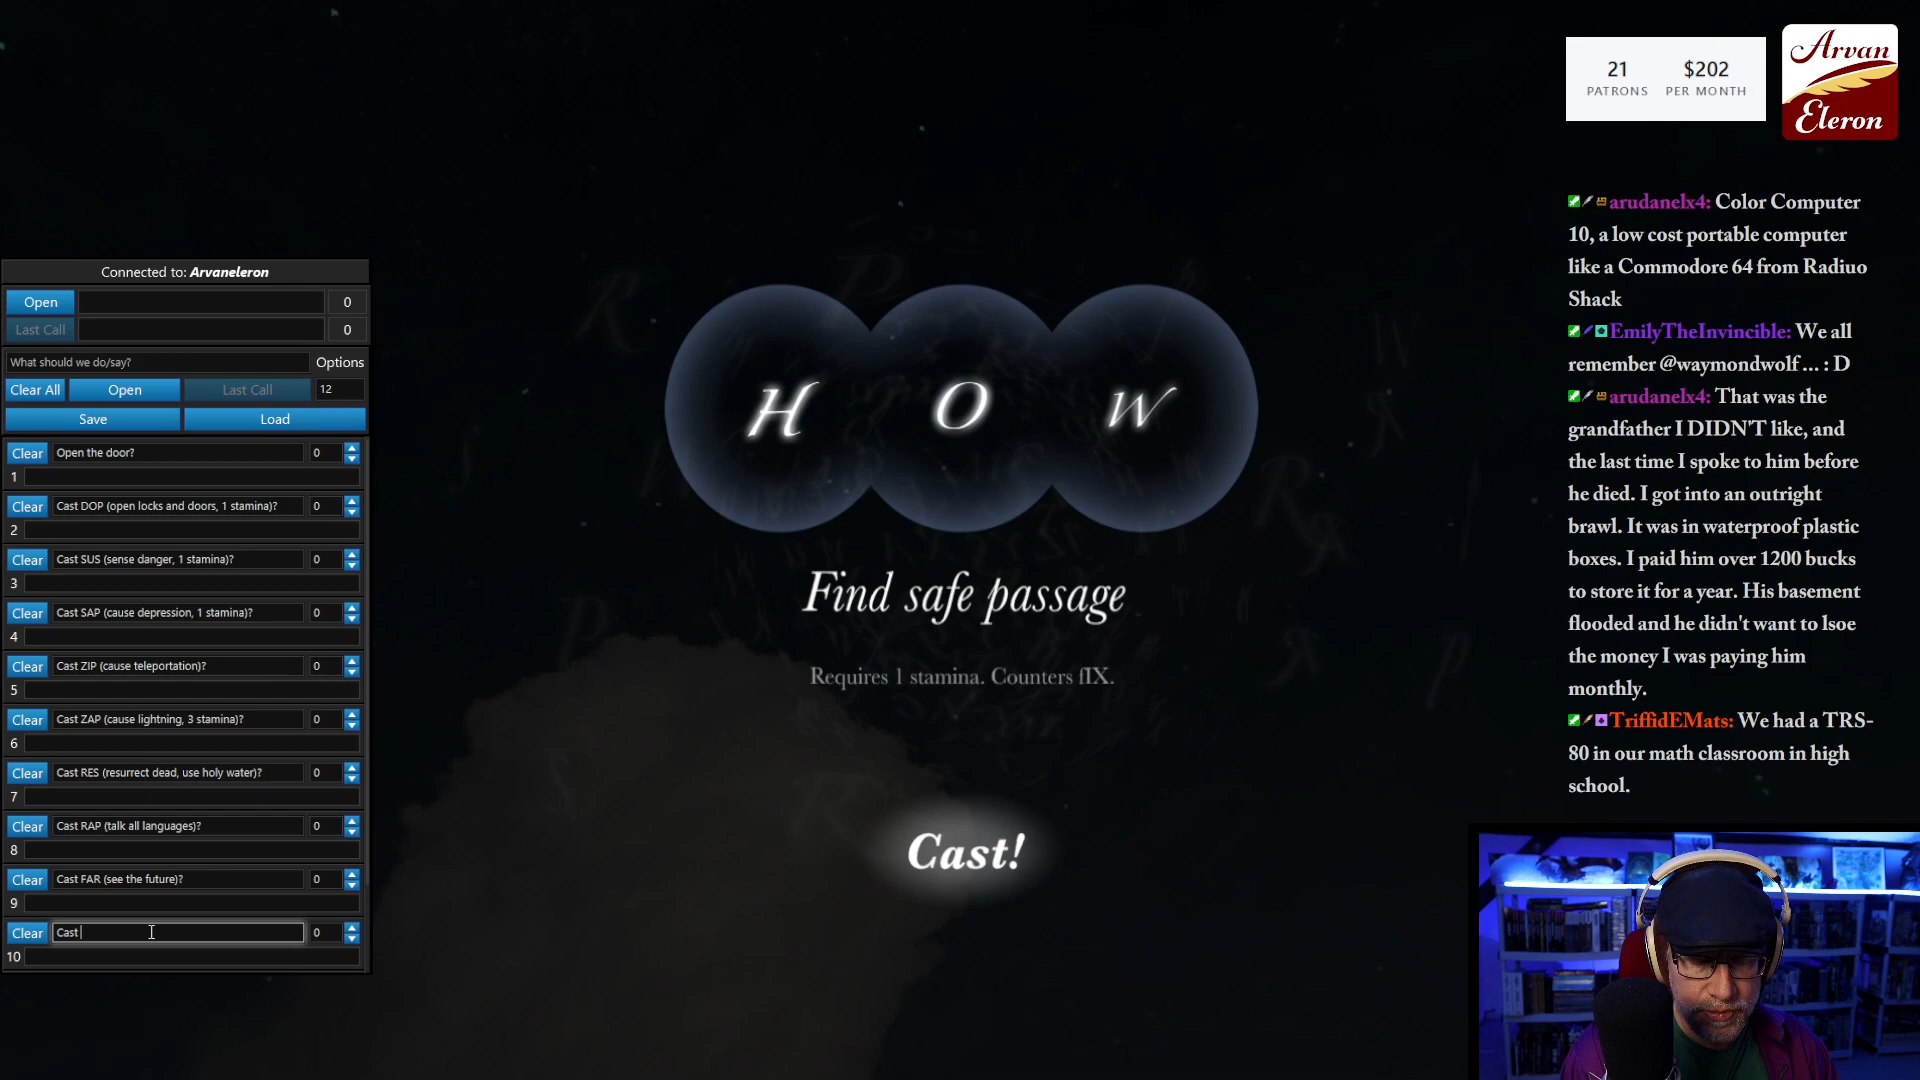 Connected to: Arvaneleron
Open
0
Last Call
0
What should we do/say?
Options
Clear All
Open
Last Call
12
Save
Load
Clear
Open the door?
0
1
Clear
Cast DOP (open locks and doors, 1 stamina)?
0
2
Clear
Cast SUS (sense danger, 1 stamina)?
0
3
Clear
Cast SAP (cause depression, 1 stamina)?
0
4
Clear
Cast ZIP (cause teleportation)?
0
5
Clear
Cast ZAP (cause lightning, 3 stamina)?
0
6
Clear
Cast RES (resurrect dead, use holy water)?
0
7
Clear
Cast RAP (talk all languages)?
0
8
Clear
Cast FAR (see the future)?
0
9
Clear
Cast
0
10
H O W
Find safe passage
Requires 1 stamina. Counters fIX.
Cast!
21
PATRONS
$202
PER MONTH
Arvan
Eleron
arudanelx4: Color Computer
10, a low cost portable computer
like a Commodore 64 from Radiuo
Shack
EmilyTheInvincible: We all
remember @waymondwolf ... : D
arudanelx4: That was the
grandfather I DIDN'T like, and
the last time I spoke to him before
he died. I got into an outright
brawl. It was in waterproof plastic
boxes. I paid him over 1200 bucks
to store it for a year. His basement
flooded and he didn't want to lsoe
the money I was paying him
monthly.
TriffidEMats: We had a TRS-
80 in our math classroom in high
school.